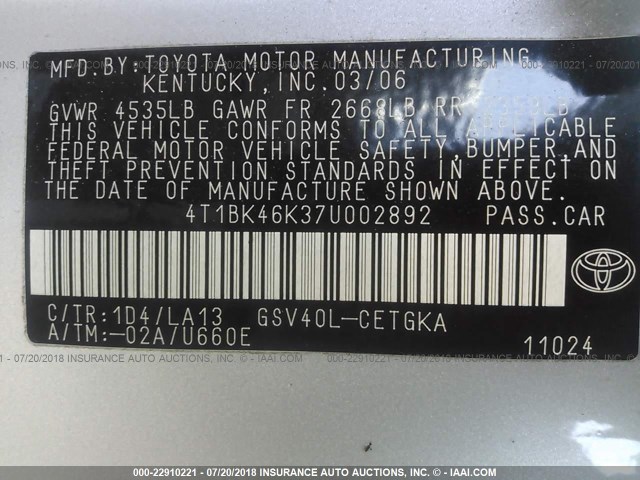 MFD.BY:TOYOTA MOTOR MANUFACTURING
KENTUCKY,INC.03/06
GVWR 4535LB GAWR FR 2668LB RR
THIS VEHICLE CONFORMS TO ALL APPLICABLE
FEDERAL MOTOR VEHICLE SAFETY,BUMPER,AND
THEFT PREVENTION STANDARDS IN EFFECT ON
THE DATE OF MANUFACTURE SHOWN ABOVE.
4T1BK46K37U002892 PASS.CAR
C/TR:1D4/LA13 GSV40L-CETGKA
A/TM:-02A/U660E 11024
000-22910221 - 07/20/2018 INSURANCE AUTO AUCTIONS (WWW.IAAI.COM)